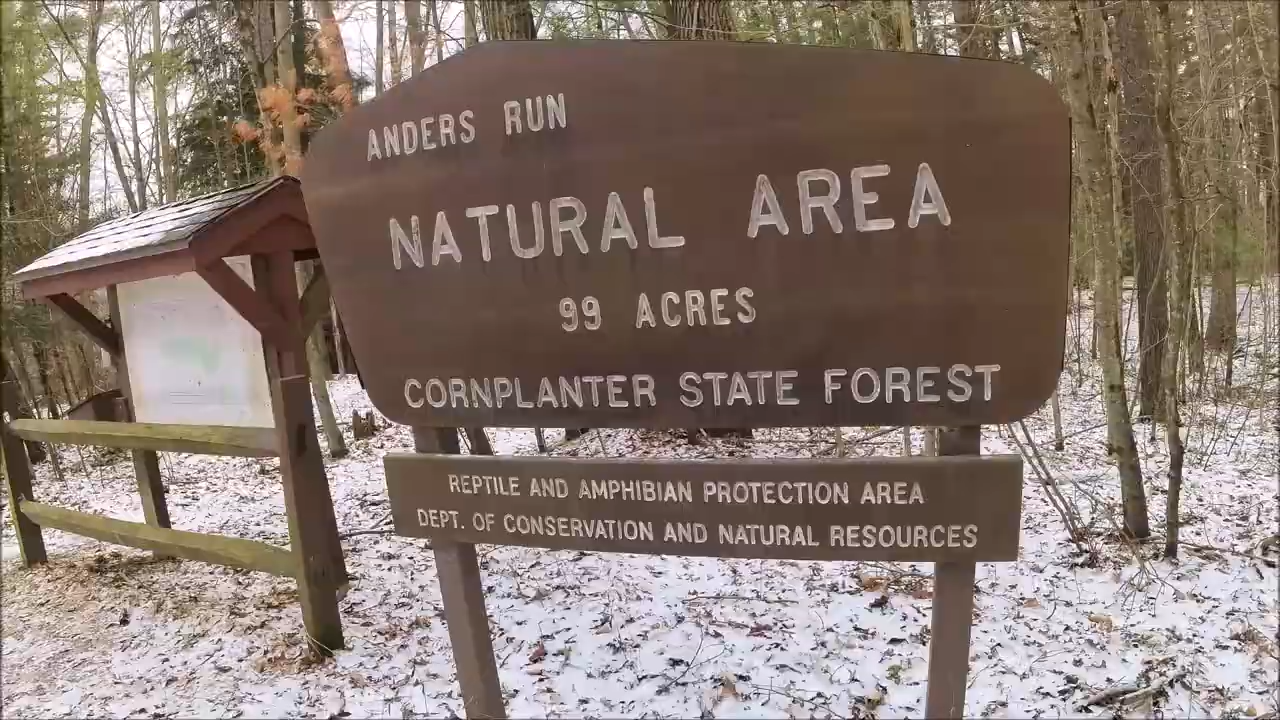 ANDERS RUN
NATURAL AREA
99 ACRES
CORNPLANTER STATE FOREST
REPTILE AND AMPHIBIAN PROTECTION AREA
DEPT. OF CONSERVATION AND NATURAL RESOURCES